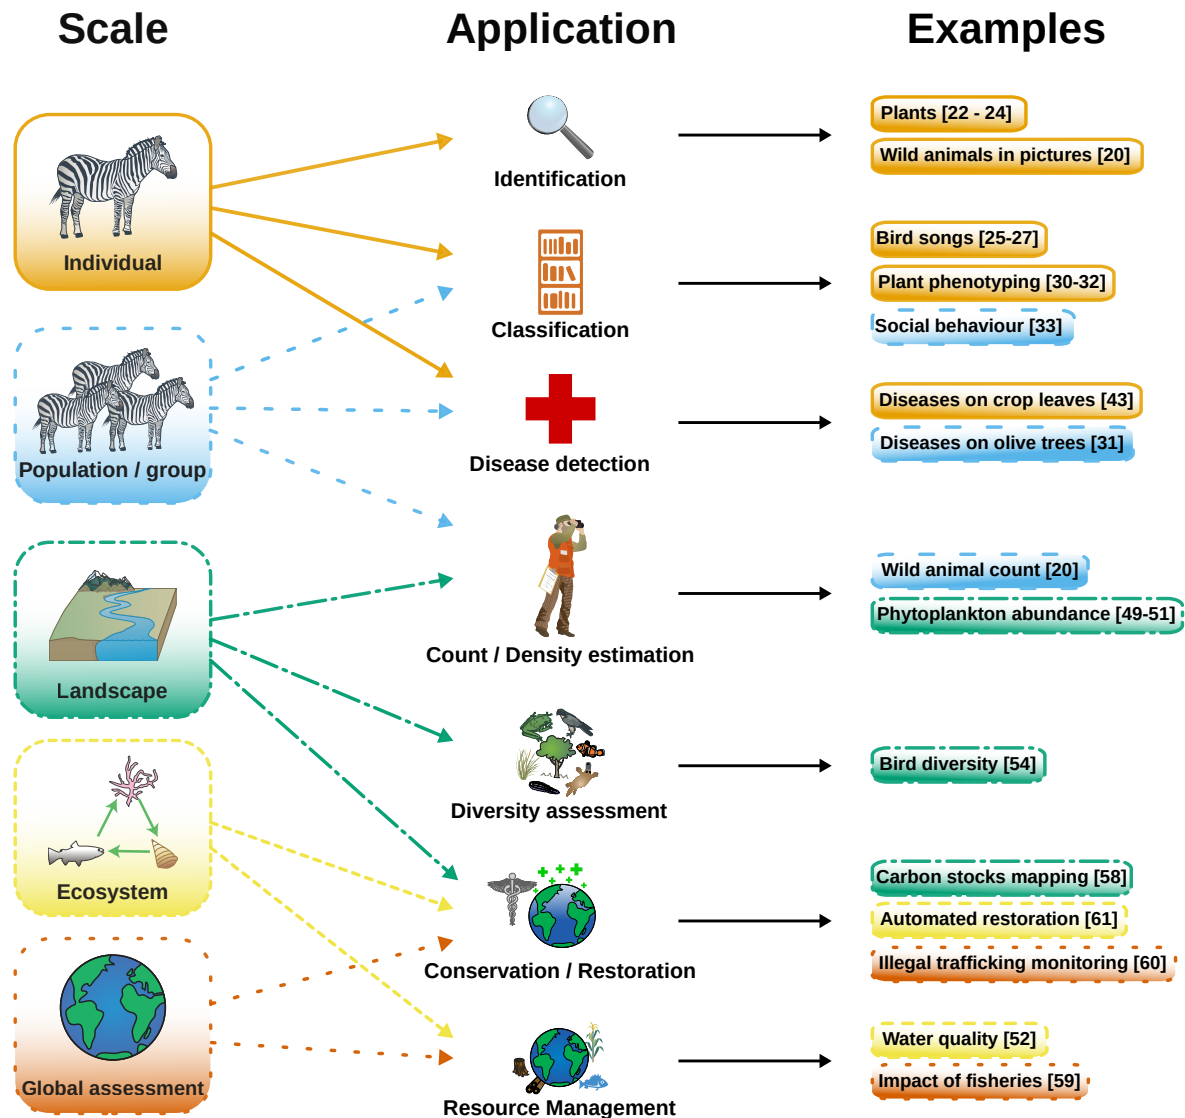 Scale
Application
Examples
Individual
Population / group
Landscape
Ecosystem
Global assessment
Identification
Classification
Disease detection
Count / Density estimation
Diversity assessment
Conservation / Restoration
Resource Management
Plants [22 - 24]
Wild animals in pictures [20]
Bird songs [25-27]
Plant phenotyping [30-32]
Social behaviour [33]
Diseases on crop leaves [43]
Diseases on olive trees [31]
Wild animal count [20]
Phytoplankton abundance [49-51]
Bird diversity [54]
Carbon stocks mapping [58]
Automated restoration [61]
Illegal trafficking monitoring [60]
Water quality [52]
Impact of fisheries [59]